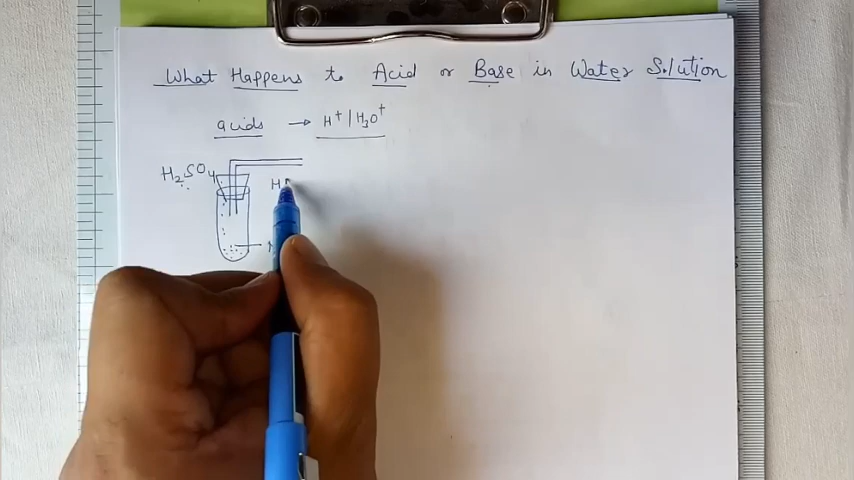 What Happens to Acid or Base in Water Solution
acids → H⁺/H₃O⁺
H₂SO₄
H